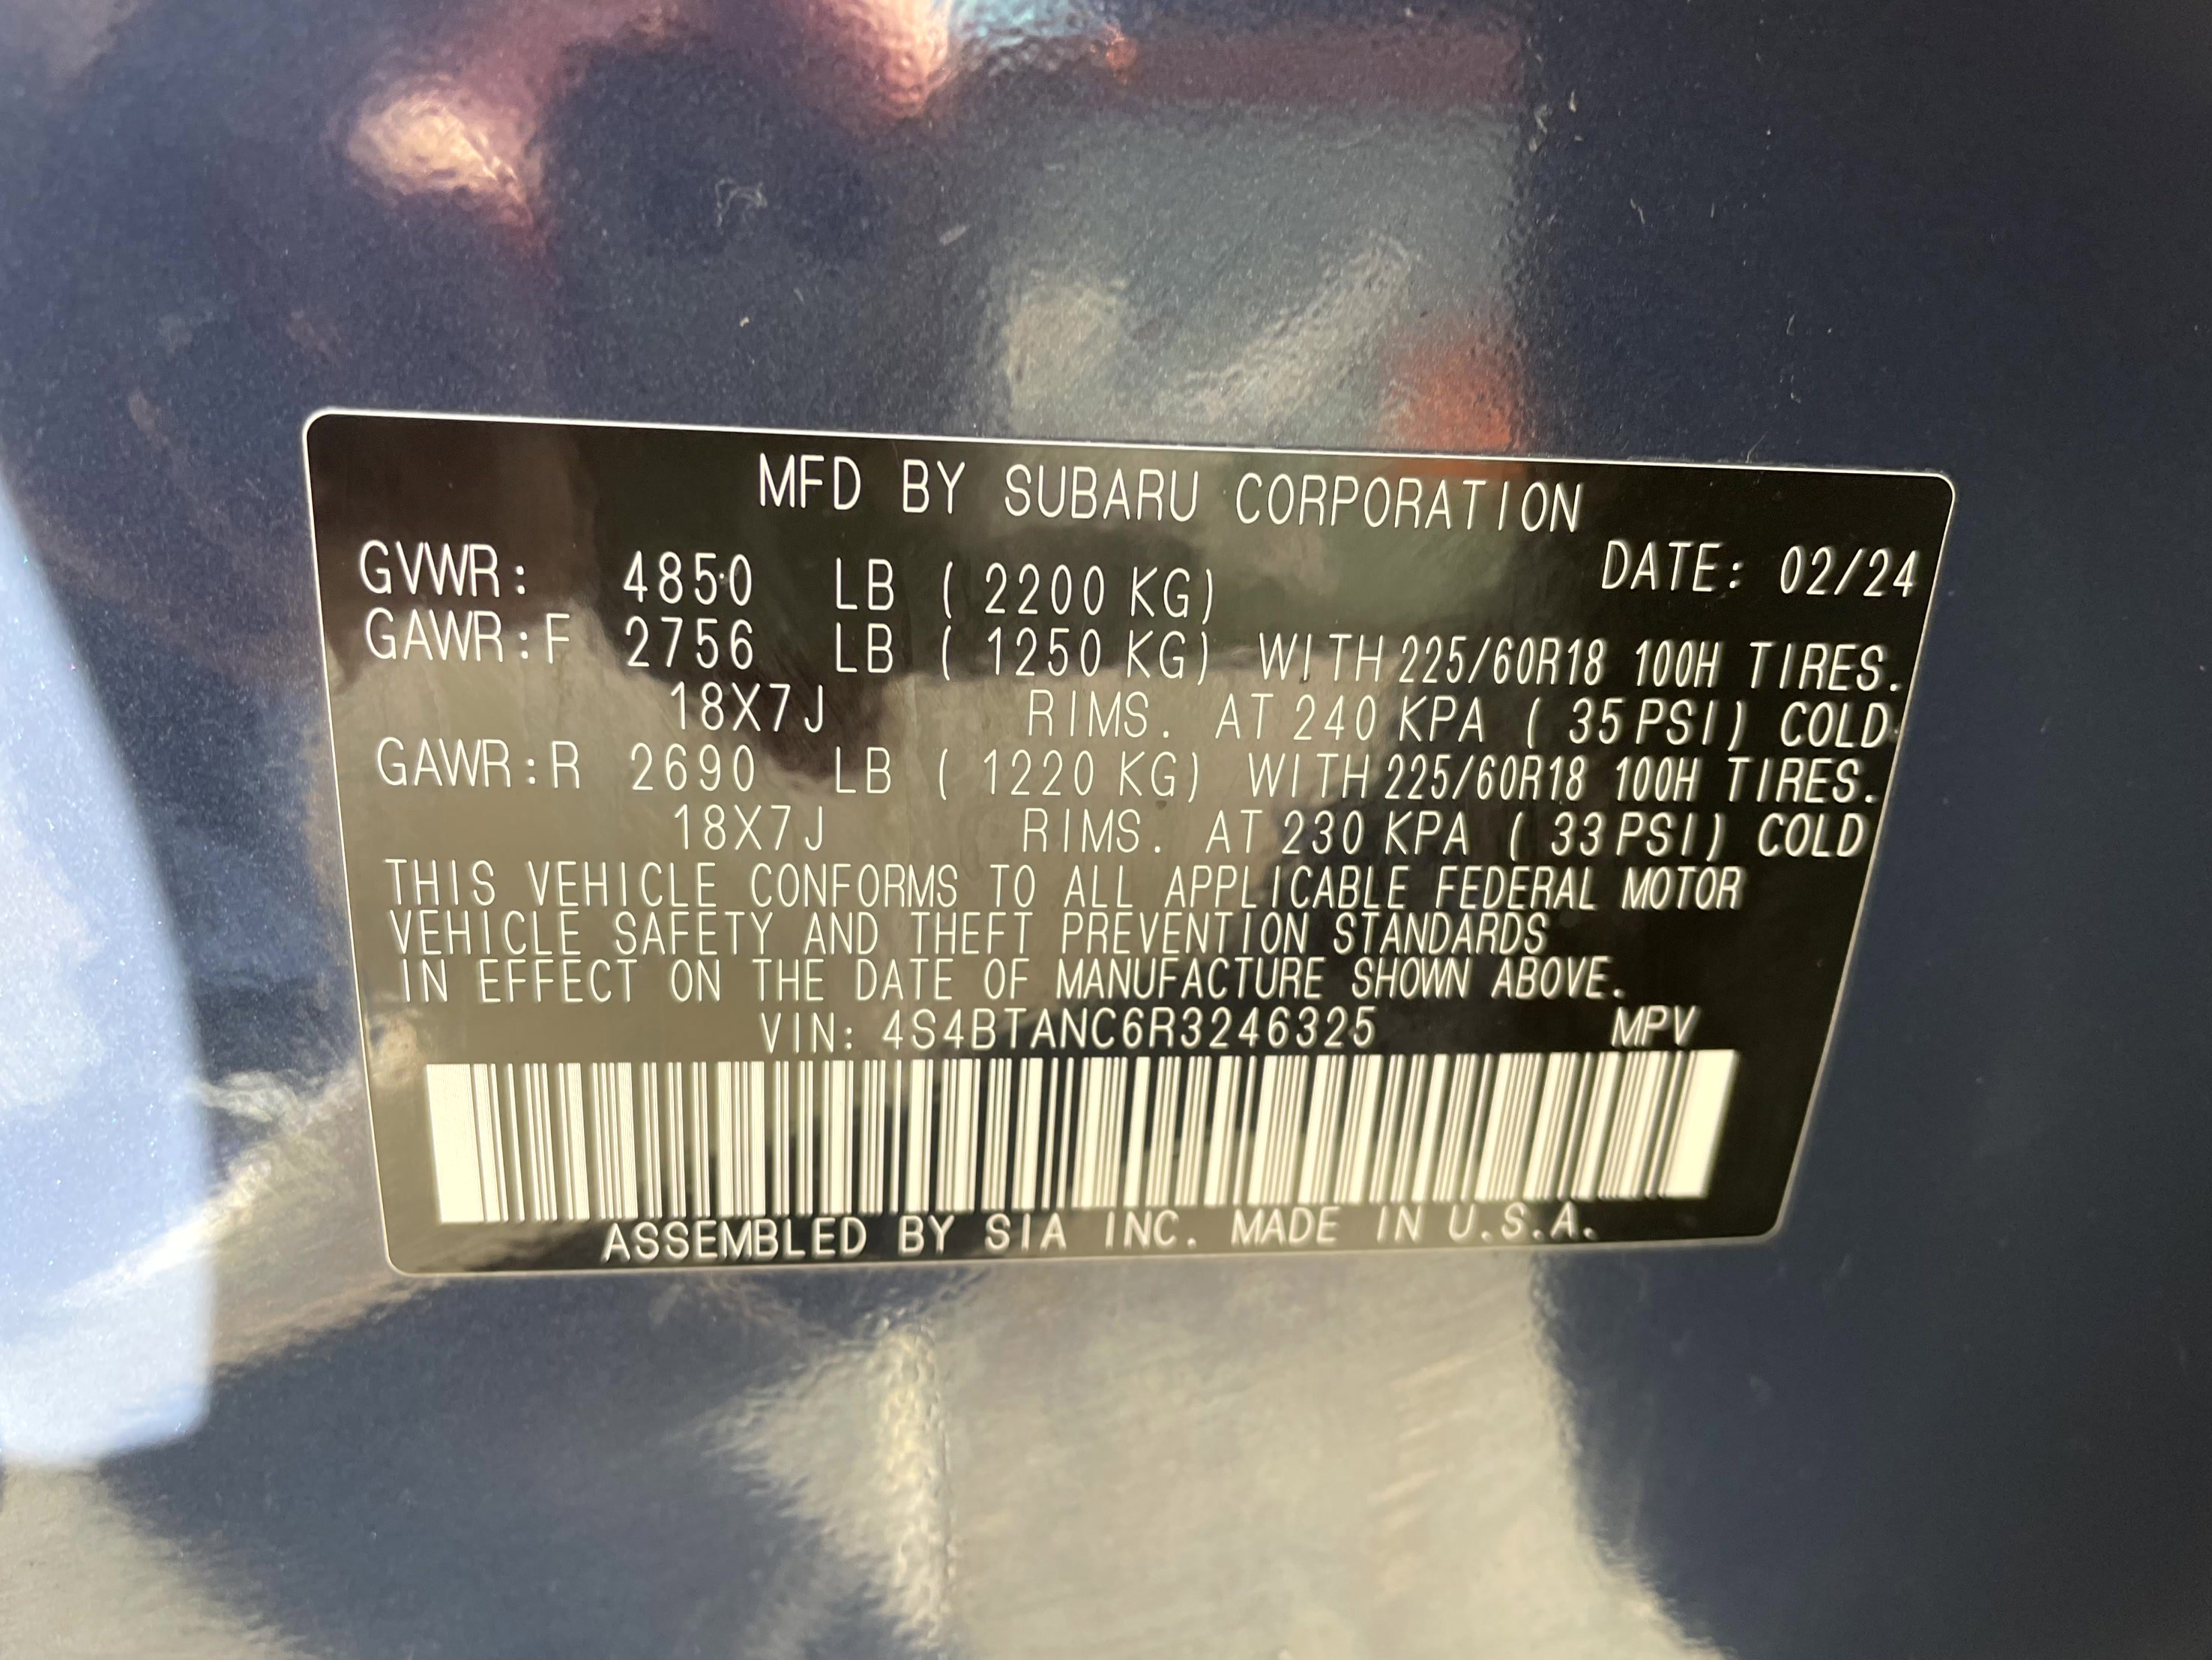 MFD BY SUBARU CORPORATION
DATE: 02/24
GVWR: 4850 LB ( 2200 KG)
GAWR:F 2756 LB ( 1250 KG) WITH 225/60R18 100H TIRES.
18X7J RIMS. AT 240 KPA ( 35 PSI) COLD
GAWR:R 2690 LB ( 1220 KG) WITH 225/60R18 100H TIRES.
18X7J RIMS. AT 230 KPA ( 33 PSI) COLD
THIS VEHICLE CONFORMS TO ALL APPLICABLE FEDERAL MOTOR
VEHICLE SAFETY AND THEFT PREVENTION STANDARDS
IN EFFECT ON THE DATE OF MANUFACTURE SHOWN ABOVE.
VIN: 4S4BTANC6R3246325 MPV
ASSEMBLED BY SIA INC. MADE IN U.S.A.